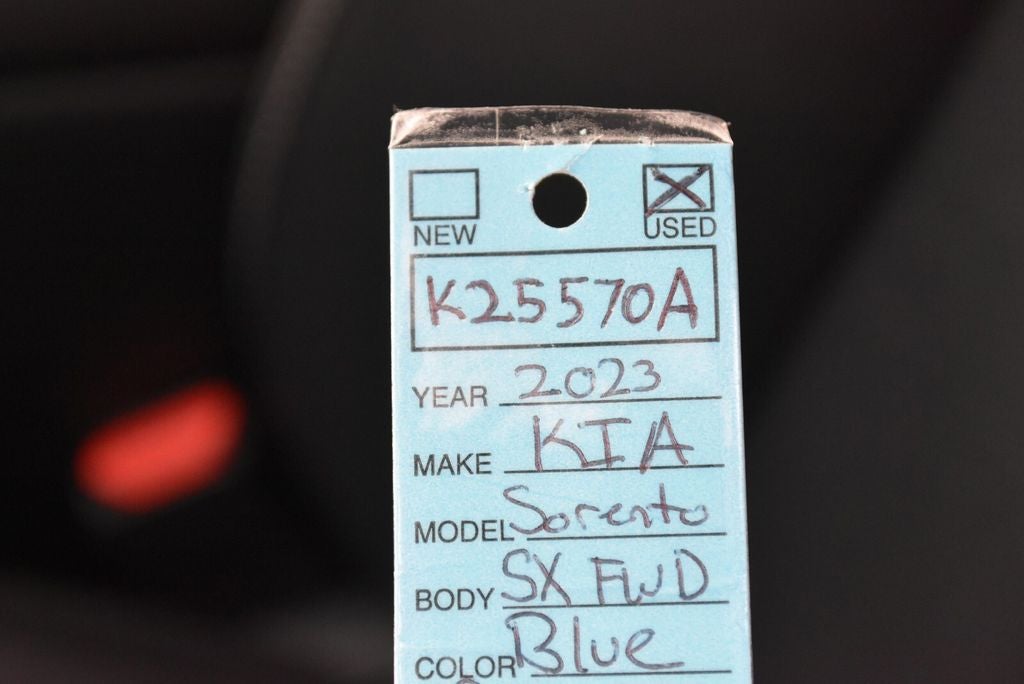 NEW USED
K25570A
YEAR 2023
MAKE KIA
MODEL Sorento
BODY SX FWD
COLOR Blue